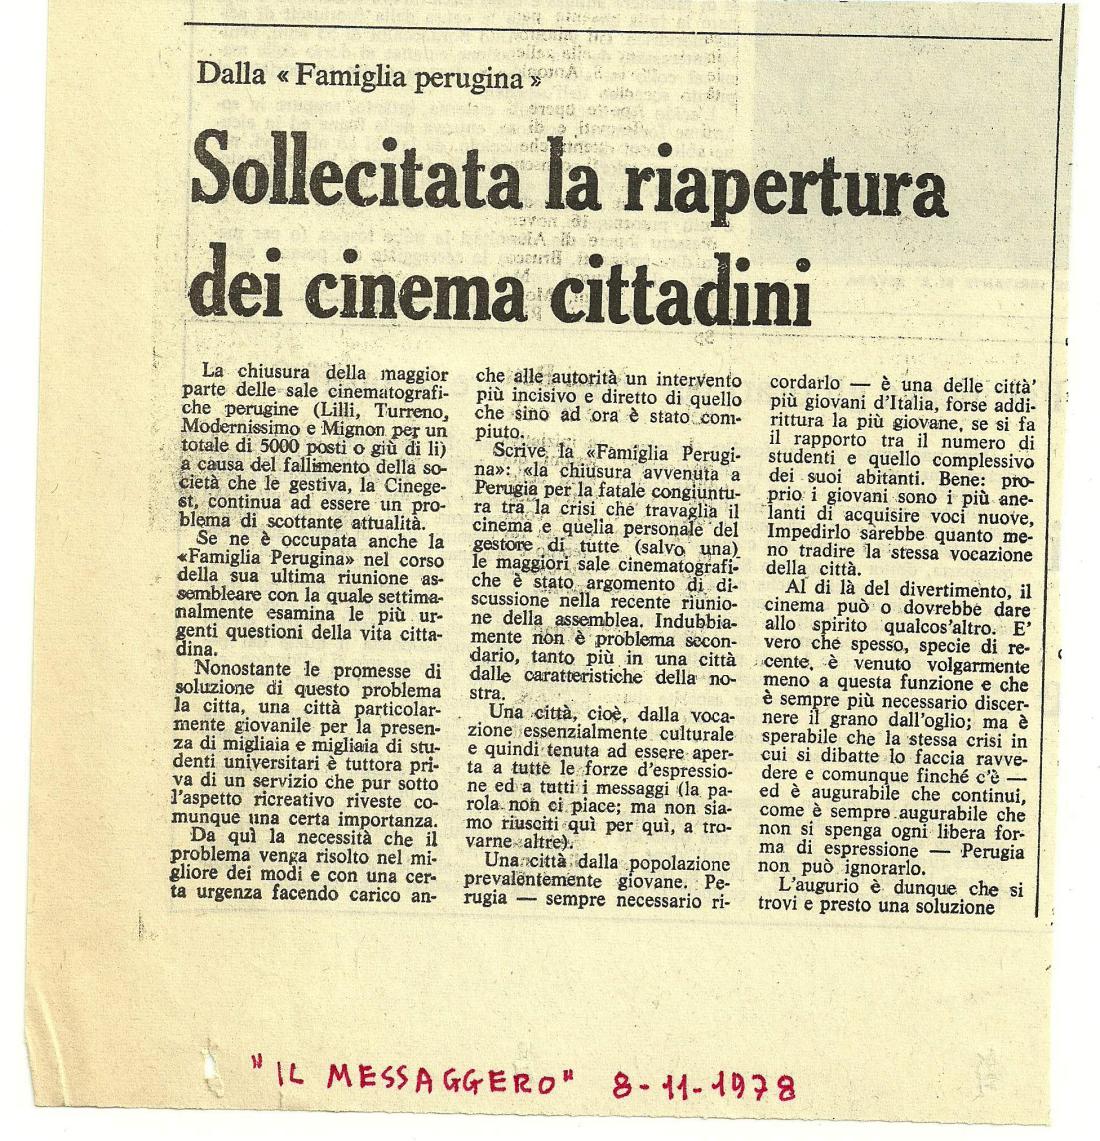 Dalla « Famiglia perugina »
Sollecitata la riapertura
dei cinema cittadini
La chiusura della maggior
parte delle sale cinematografi-
che perugine (Lilli, Turreno,
Modernissimo e Mignon per un
totale di 5000 posti o giù di li)
a causa del fallimento della so-
cietà che le gestiva, la Cinege-
st, continua ad essere un pro-
blema di scottante attualità.
Se ne è occupata anche la
«Famiglia Perugina» nel corso
della sua ultima riunione as-
sembleare con la quale settima-
nalmente esamina le più ur-
genti questioni della vita citta-
dina.
Nonostante le promesse di
soluzione di questo problema
la citta, una città particolar-
mente giovanile per la presen-
za di migliaia e migliaia di stu-
denti universitari è tuttora pri-
va di un servizio che pur sotto
l'aspetto ricreativo riveste co-
munque una certa importanza.
Da quì la necessità che il
problema venga risolto nel mi-
gliore dei modi e con una cer-
ta urgenza facendo carico an-
che alle autorità un intervento
più incisivo e diretto di quello
che sino ad ora è stato com-
piuto.
Scrive la «Famiglia Perugi-
na»: «la chiusura avvenuta a
Perugia per la fatale congiuntu-
ra tra la crisi che travaglia il
cinema e quella personale del
gestore di tutte (salvo una)
le maggiori sale cinematografi-
che è stato argomento di di-
scussione nella recente riunio-
ne della assemblea. Indubbia-
mente non è problema secon-
dario, tanto più in una città
dalle caratteristiche della no-
stra.
Una città, cioè, dalla voca-
zione essenzialmente culturale
e quindi tenuta ad essere aper-
ta a tutte le forze d'espressio-
ne ed a tutti i messaggi (la pa-
rola non ci piace; ma non sia-
mo riusciti quì per quì, a tro-
varne altre).
Una città dalla popolazione
prevalentemente giovane. Pe-
rugia — sempre necessario ri-
cordarlo — è una delle città'
più giovani d'Italia, forse addi-
rittura la più giovane, se si fa
il rapporto tra il numero di
studenti e quello complessivo
dei suoi abitanti. Bene: pro-
prio i giovani sono i più ane-
lanti di acquisire voci nuove,
Impedirlo sarebbe quanto me-
no tradire la stessa vocazione
della città.
Al di là del divertimento, il
cinema può o dovrebbe dare
allo spirito qualcos'altro. E'
vero che spesso, specie di re-
cente, è venuto volgarmente
meno a questa funzione e che
è sempre più necessario discer-
nere il grano dall'oglio; ma è
sperabile che la stessa crisi in
cui si dibatte lo faccia ravve-
dere e comunque finché c'è —
ed è augurabile che continui,
come è sempre augurabile che
non si spenga ogni libera for-
ma di espressione — Perugia
non può ignorarlo.
L'augurio è dunque che si
trovi e presto una soluzione
"IL MESSAGGERO" 8-11-1978